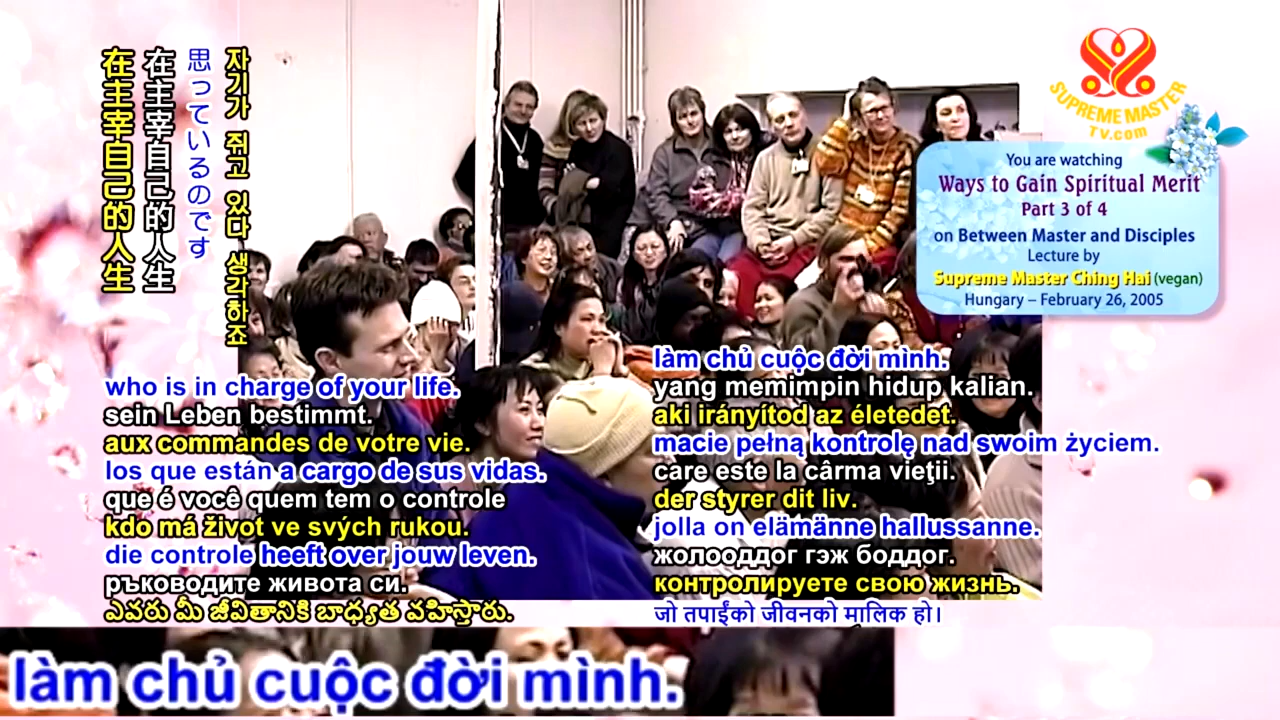 在主宰自己的人生
在主宰自己的人生
思っているのです
자기가 쥐고 있다 생각하죠
SUPREME MASTER
TV.com
You are watching
Ways to Gain Spiritual Merit
Part 3 of 4
on Between Master and Disciples
Lecture by
Supreme Master Ching Hai (vegan)
Hungary – February 26, 2005
who is in charge of your life.
sein Leben bestimmt.
aux commandes de votre vie.
los que están a cargo de sus vidas.
que é você quem tem o controle
kdo má život ve svých rukou.
die controle heeft over jouw leven.
ръководите живота си.
ఎవరు మీ జీవితానికి బాధ్యత వహిస్తారు.
làm chủ cuộc đời mình.
yang memimpin hidup kalian.
aki irányítod az életedet.
macie pełną kontrolę nad swoim życiem.
care este la cârma vieţii.
der styrer dit liv.
jolla on elämänne hallussanne.
жолооддог гэж боддог.
контролируете свою жизнь.
जो तपाईंको जीवनको मालिक हो।
làm chủ cuộc đời mình.